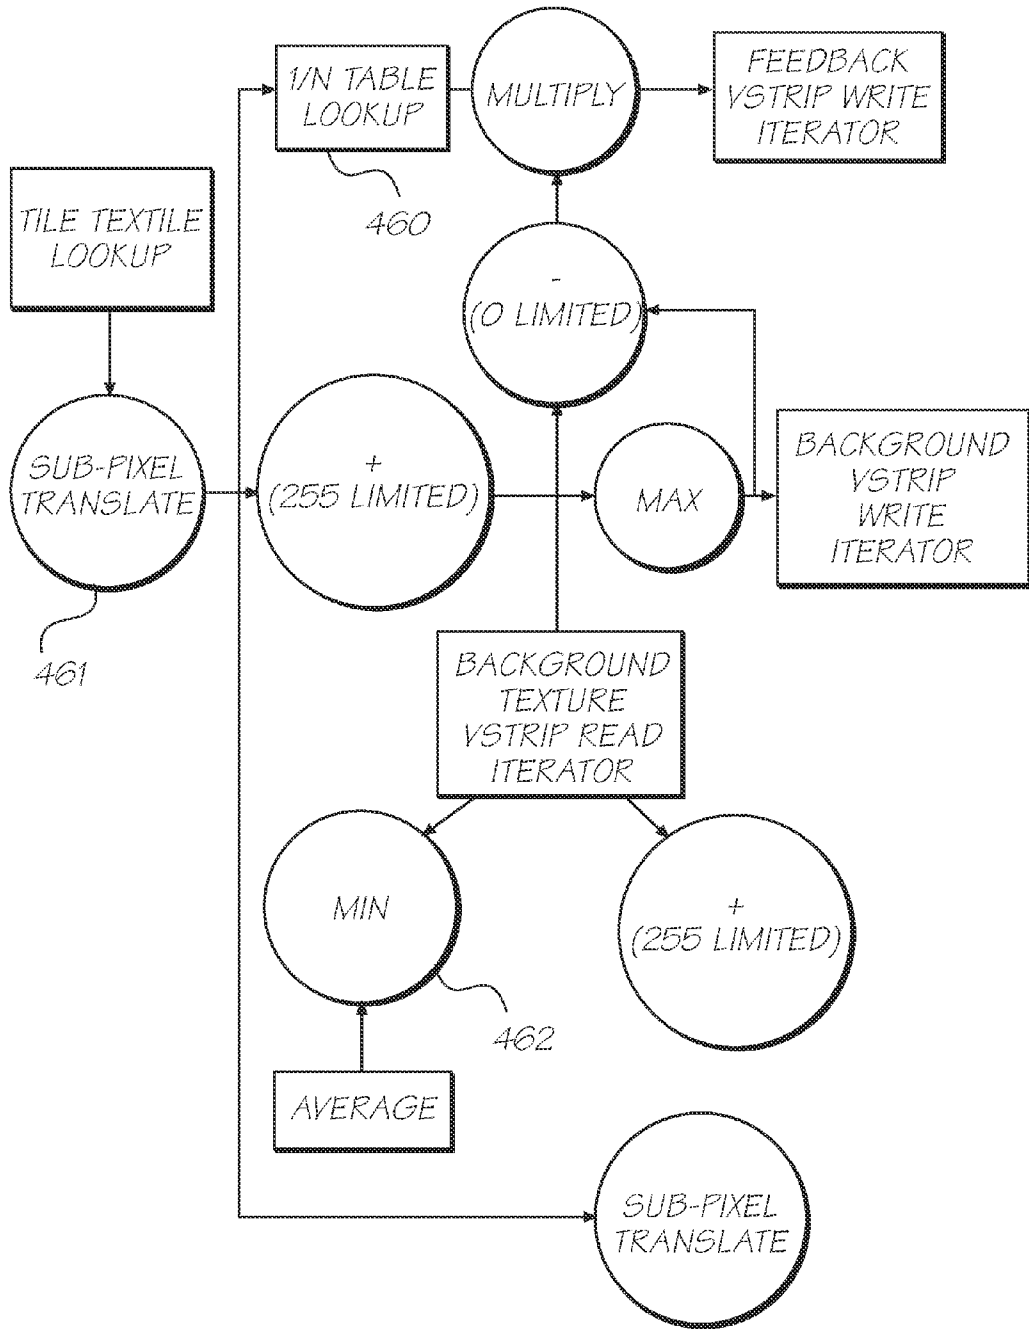 1/N TABLE
LOOKUP
MULTIPLY
FEEDBACK
VSTRIP WRITE
ITERATOR
460
TILE TEXTILE
LOOKUP
-
(0 LIMITED)
SUB-PIXEL
TRANSLATE
+
(255 LIMITED)
MAX
BACKGROUND
VSTRIP
WRITE
ITERATOR
461
BACKGROUND
TEXTURE
VSTRIP READ
ITERATOR
MIN
+
(255 LIMITED)
462
AVERAGE
SUB-PIXEL
TRANSLATE